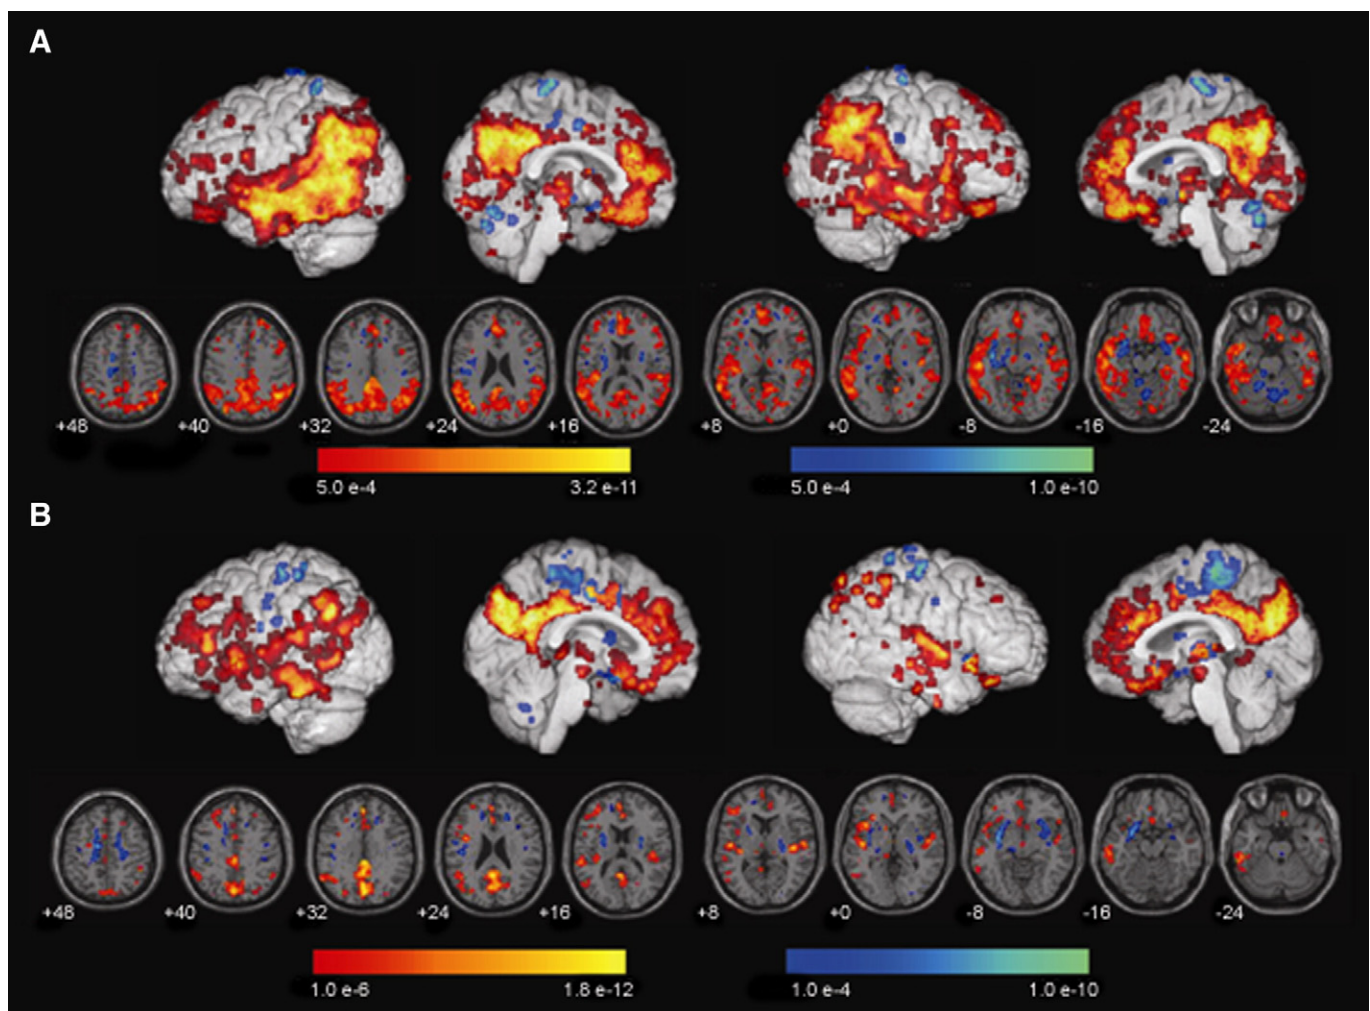 A
+48 +40 +32 +24 +16 +8 +0 -8 -16 -24
5.0 e-4 3.2 e-11 5.0 e-4 1.0 e-10
B
+48 +40 +32 +24 +16 +8 +0 -8 -16 -24
1.0 e-6 1.8 e-12 1.0 e-4 1.0 e-10